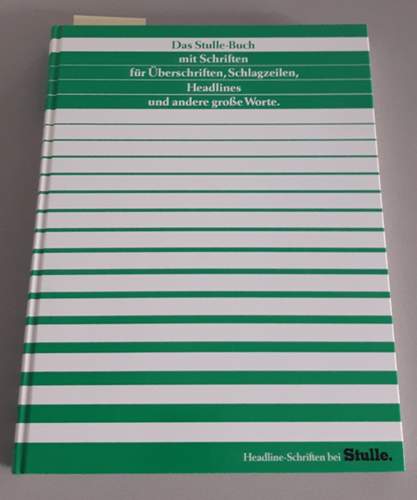 Das Stulle-Buch
mit Schriften
für Überschriften, Schlagzeilen,
Headlines
und andere große Worte.
Headline-Schriften bei Stulle.